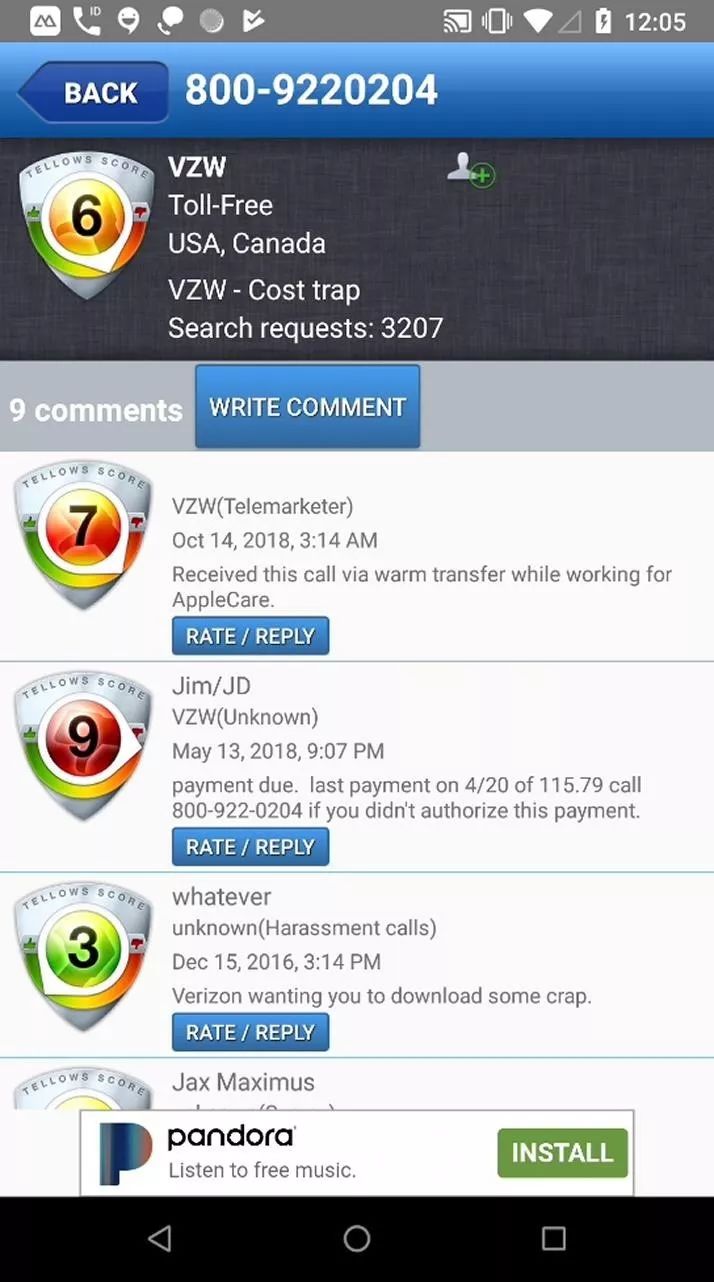 ID
12:05
BACK
800-9220204
TELLOWS SCORE
6
VZW
Toll-Free
USA, Canada
VZW - Cost trap
Search requests: 3207
9 comments
WRITE COMMENT
TELLOWS SCORE
7
VZW(Telemarketer)
Oct 14, 2018, 3:14 AM
Received this call via warm transfer while working for
AppleCare.
RATE / REPLY
TELLOWS SCORE
9
Jim/JD
VZW(Unknown)
May 13, 2018, 9:07 PM
payment due.  last payment on 4/20 of 115.79 call
800-922-0204 if you didn't authorize this payment.
RATE / REPLY
TELLOWS SCORE
3
whatever
unknown(Harassment calls)
Dec 15, 2016, 3:14 PM
Verizon wanting you to download some crap.
RATE / REPLY
TELLOWS SCORE
Jax Maximus
pandora
Listen to free music.
INSTALL